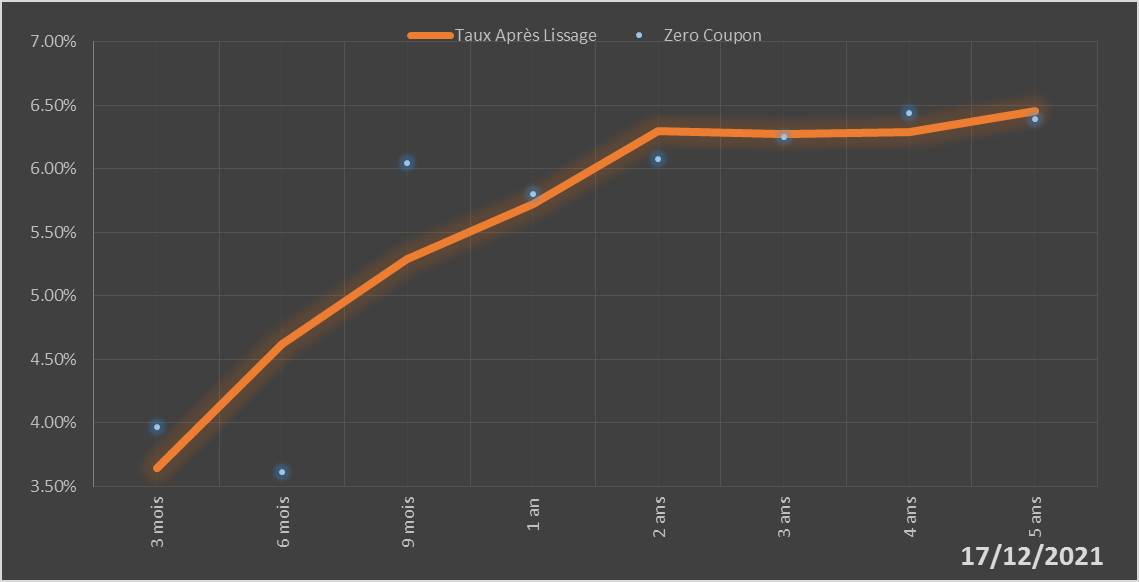 Taux Après Lissage Zero Coupon
7.00%
6.50%
6.00%
5.50%
5.00%
4.50%
4.00%
3.50%
3 mois
6 mois
9 mois
1 an
2 ans
3 ans
4 ans
5 ans
17/12/2021